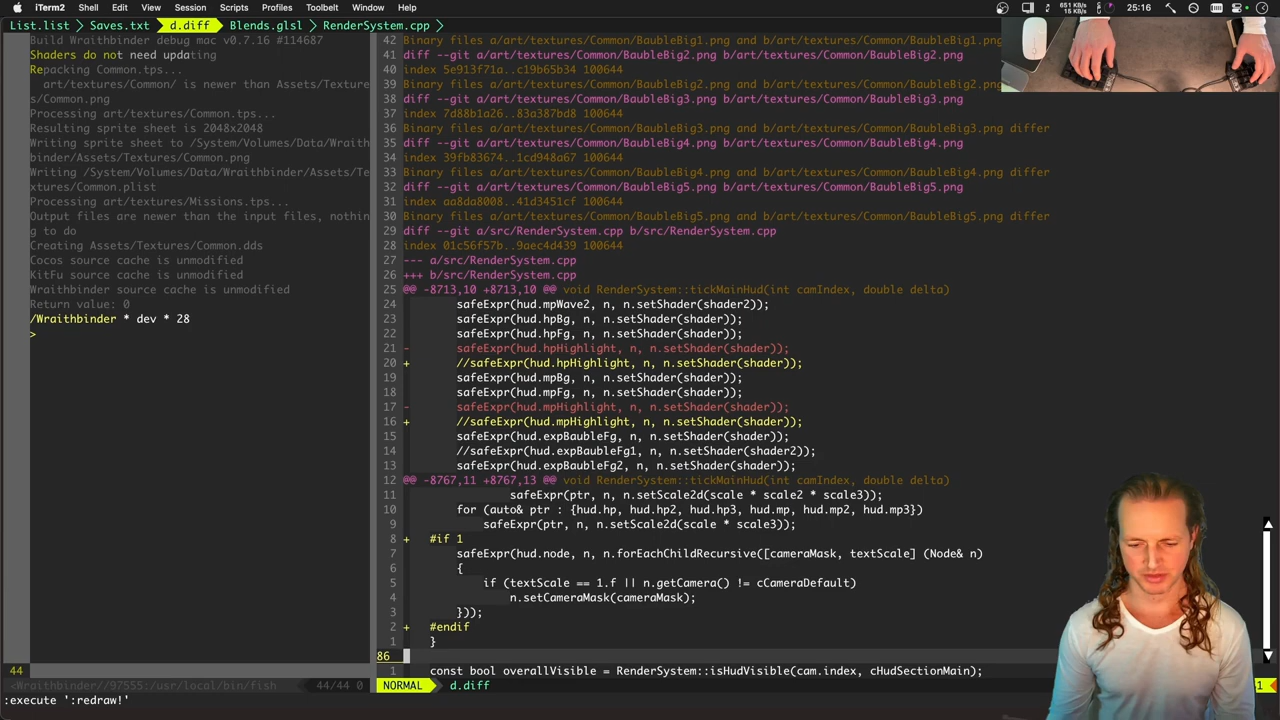 iTerm2 Shell Edit View Session Scripts Profiles Toolbelt Window Help 651 KB/s 15 KB/s 25:16
List.list Saves.txt d.diff Blends.glsl RenderSystem.cpp
Build Wraithbinder debug mac v0.7.16 #114687
Shaders do not need updating
Repacking Common.tps...
art/textures/Common/ is newer than Assets/Texture
s/Common.png
Processing art/textures/Common.tps...
Resulting sprite sheet is 2048x2048
Writing sprite sheet to /System/Volumes/Data/Wraith
binder/Assets/Textures/Common.png
Writing /System/Volumes/Data/Wraithbinder/Assets/Te
xtures/Common.plist
Processing art/textures/Missions.tps...
Output files are newer than the input files, nothin
g to do
Creating Assets/Textures/Common.dds
Cocos source cache is unmodified
KitFu source cache is unmodified
Wraithbinder source cache is unmodified
Return value: 0
/Wraithbinder * dev * 28
>
44
<Wraithbinder//97555:/usr/local/bin/fish 44/44 0
42 Binary files a/art/textures/Common/BaubleBig1.png and b/art/textures/Common/BaubleBig1.png
41 diff --git a/art/textures/Common/BaubleBig2.png b/art/textures/Common/BaubleBig2.png
40 index 5e913f71a..c19b65b34 100644
39 Binary files a/art/textures/Common/BaubleBig2.png and b/art/textures/Common/BaubleBig2.png
38 diff --git a/art/textures/Common/BaubleBig3.png b/art/textures/Common/BaubleBig3.png
37 index 7d88b1a26..83a387bd8 100644
36 Binary files a/art/textures/Common/BaubleBig3.png and b/art/textures/Common/BaubleBig3.png differ
35 diff --git a/art/textures/Common/BaubleBig4.png b/art/textures/Common/BaubleBig4.png
34 index 39fb83674..1cd948a67 100644
33 Binary files a/art/textures/Common/BaubleBig4.png and b/art/textures/Common/BaubleBig4.png differ
32 diff --git a/art/textures/Common/BaubleBig5.png b/art/textures/Common/BaubleBig5.png
31 index aa8da8008..41d3451cf 100644
30 Binary files a/art/textures/Common/BaubleBig5.png and b/art/textures/Common/BaubleBig5.png differ
29 diff --git a/src/RenderSystem.cpp b/src/RenderSystem.cpp
28 index 01c56f57b..9aec4d439 100644
27 --- a/src/RenderSystem.cpp
26 +++ b/src/RenderSystem.cpp
25 @@ -8713,10 +8713,10 @@ void RenderSystem::tickMainHud(int camIndex, double delta)
24 safeExpr(hud.mpWave2, n, n.setShader(shader2));
23 safeExpr(hud.hpBg, n, n.setShader(shader));
22 safeExpr(hud.hpFg, n, n.setShader(shader));
21 - safeExpr(hud.hpHighlight, n, n.setShader(shader));
20 + //safeExpr(hud.hpHighlight, n, n.setShader(shader));
19 safeExpr(hud.mpBg, n, n.setShader(shader));
18 safeExpr(hud.mpFg, n, n.setShader(shader));
17 - safeExpr(hud.mpHighlight, n, n.setShader(shader));
16 + //safeExpr(hud.mpHighlight, n, n.setShader(shader));
15 safeExpr(hud.expBaubleFg, n, n.setShader(shader));
14 //safeExpr(hud.expBaubleFg1, n, n.setShader(shader2));
13 safeExpr(hud.expBaubleFg2, n, n.setShader(shader));
12 @@ -8767,11 +8767,13 @@ void RenderSystem::tickMainHud(int camIndex, double delta)
11 safeExpr(ptr, n, n.setScale2d(scale * scale2 * scale3));
10 for (auto& ptr : {hud.hp, hud.hp2, hud.hp3, hud.mp, hud.mp2, hud.mp3})
9 safeExpr(ptr, n, n.setScale2d(scale * scale3));
8 + #if 1
7 safeExpr(hud.node, n, n.forEachChildRecursive([cameraMask, textScale] (Node& n)
6 {
5 if (textScale == 1.f || n.getCamera() != cCameraDefault)
4 n.setCameraMask(cameraMask);
3 }));
2 + #endif
1 }
86
1 const bool overallVisible = RenderSystem::isHudVisible(cam.index, cHudSectionMain);
NORMAL d.diff
:execute ':redraw!'